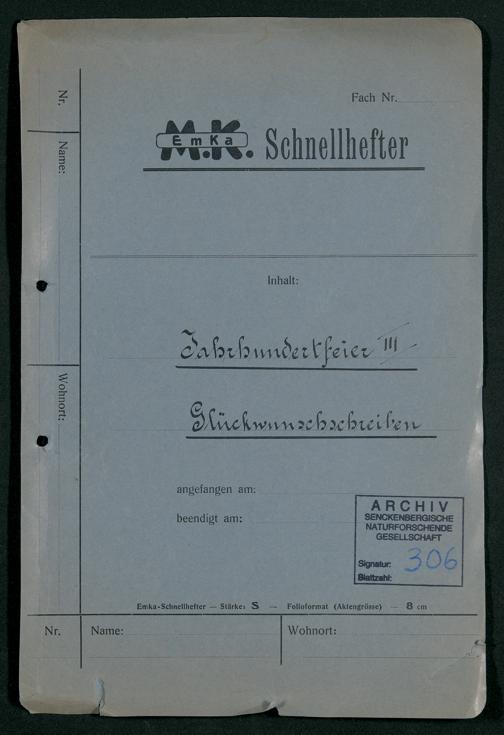 Nr.
Name:
Wohnort:
Fach Nr.
M.K.
EmKa
Schnellhefter
Inhalt:
Jahrhundertfeier III
Glückwunschschreiben
angefangen am:
beendigt am:
ARCHIV
SENCKENBERGISCHE
NATURFORSCHENDE
GESELLSCHAFT
Signatur: 306
Blattzahl:
Emka-Schnellhefter — Stärke: S — Folioformat (Aktengrösse) — 8 cm
Nr. Name: Wohnort: